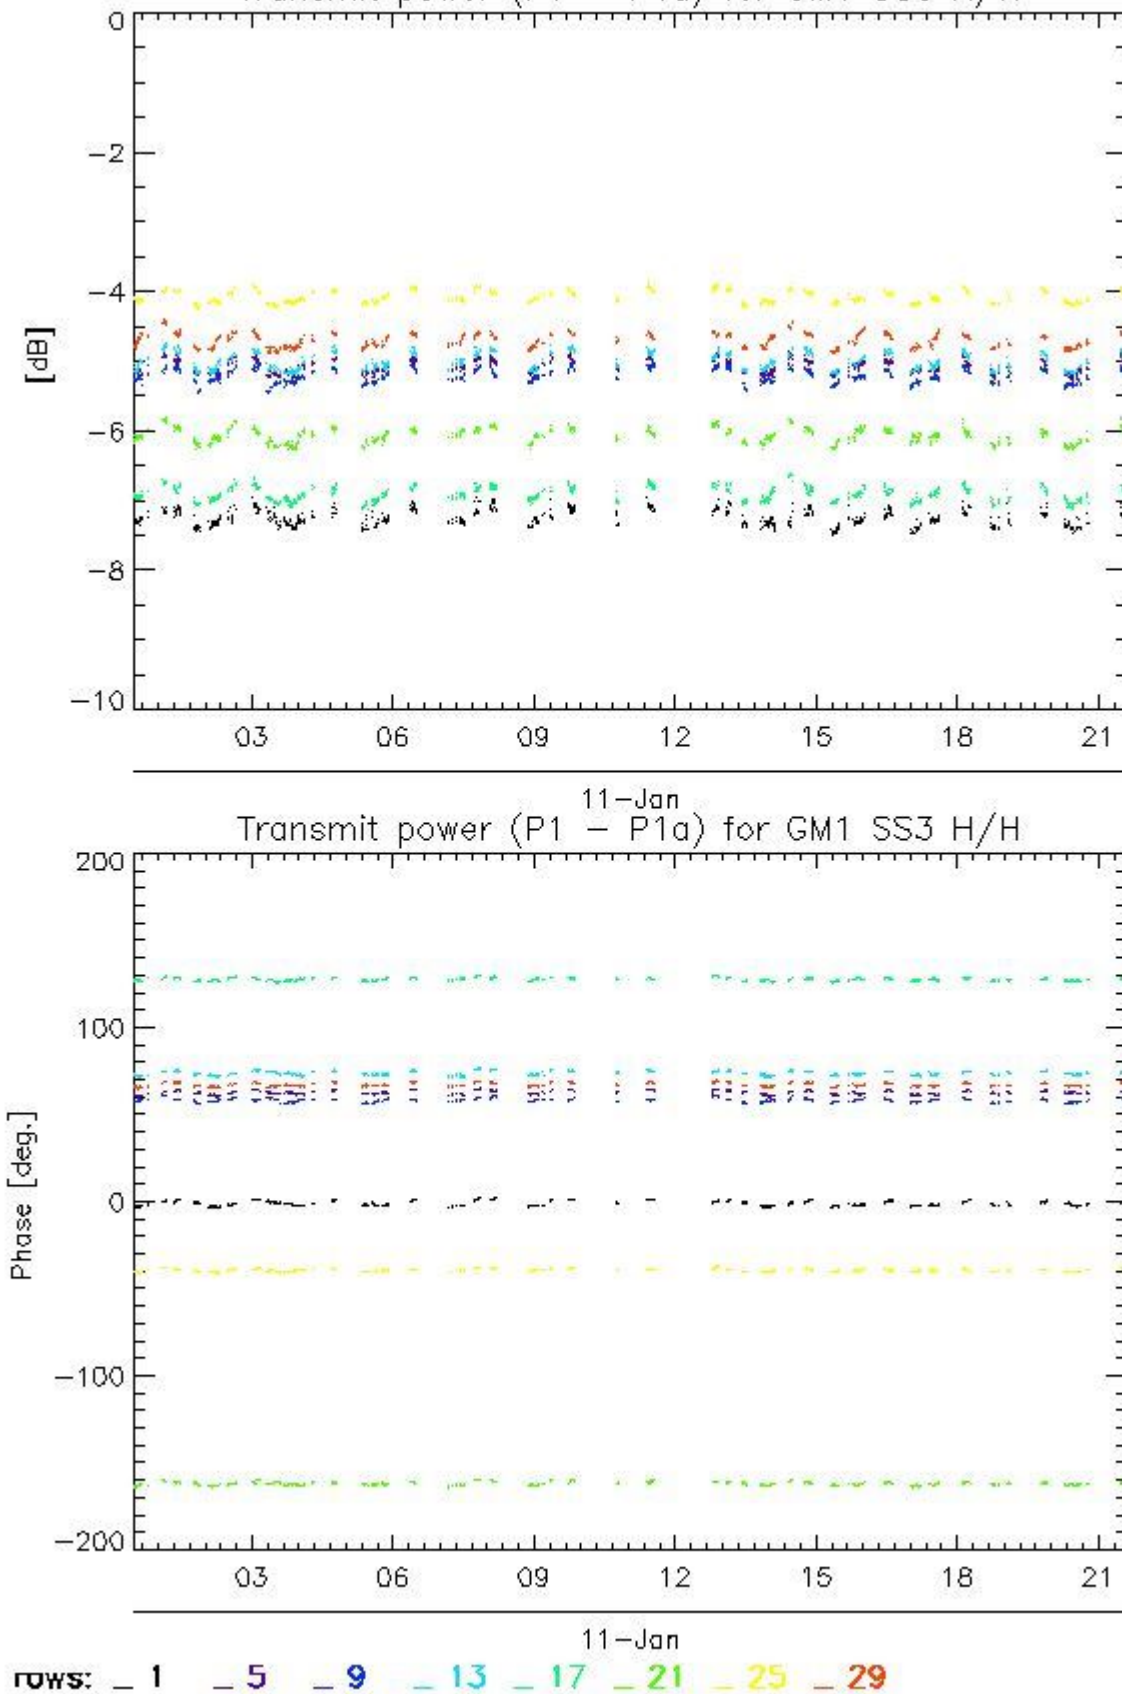 0
−2
−4
[dB]
−6
−8
−10
03 06 09 12 15 18 21
11−Jan
Transmit power (P1 − P1a) for GM1 SS3 H/H
200
100
Phase [deg.]
0
−100
−200
03 06 09 12 15 18 21
11−Jan
rows: _ 1 _ 5 _ 9 _ 13 _ 17 _ 21 _ 25 _ 29